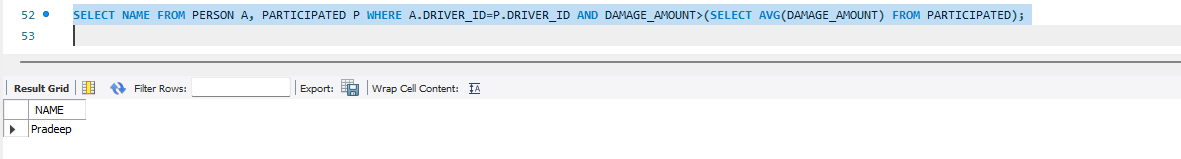 52 SELECT NAME FROM PERSON A, PARTICIPATED P WHERE A.DRIVER_ID=P.DRIVER_ID AND DAMAGE_AMOUNT>(SELECT AVG(DAMAGE_AMOUNT) FROM PARTICIPATED);
53
Result Grid Filter Rows: Export: Wrap Cell Content: IA
NAME
Pradeep